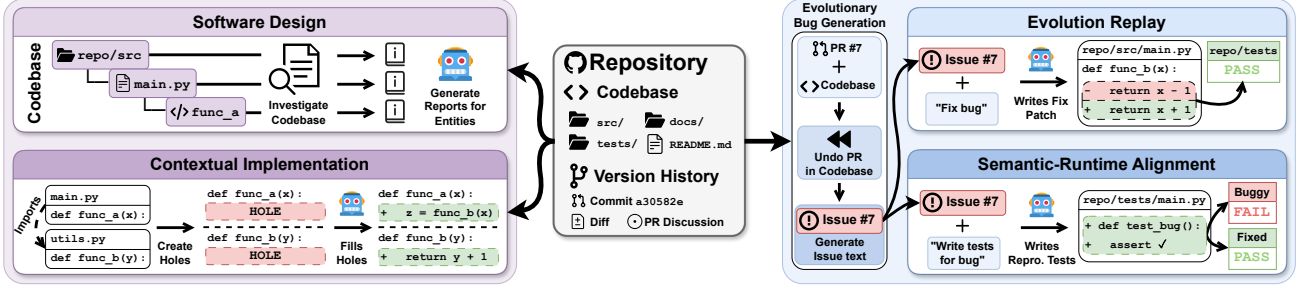 Software Design
Codebase
repo/src
main.py
func_a
Investigate
Codebase
Generate
Reports for
Entities
Contextual Implementation
Imports
main.py
def func_a(x):
utils.py
def func_b(y):
Create
Holes
def func_a(x):
HOLE
def func_b(y):
HOLE
Fills
Holes
def func_a(x):
+ z = func_b(x)
def func_b(y):
+ return y + 1
Repository
Codebase
src/
docs/
tests/
README.md
Version History
Commit a30582e
Diff
PR Discussion
Evolutionary
Bug Generation
PR #7
+
Codebase
Undo PR
in Codebase
Issue #7
Generate
Issue text
Evolution Replay
Issue #7
+
"Fix bug"
Writes Fix
Patch
repo/src/main.py
def func_b(x):
- return x - 1
+ return x + 1
repo/tests
PASS
Semantic-Runtime Alignment
Issue #7
+
"Write tests
for bug"
Writes
Repro. Tests
repo/tests/main.py
+ def test_bug():
+ assert ✓
Buggy
FAIL
Fixed
PASS